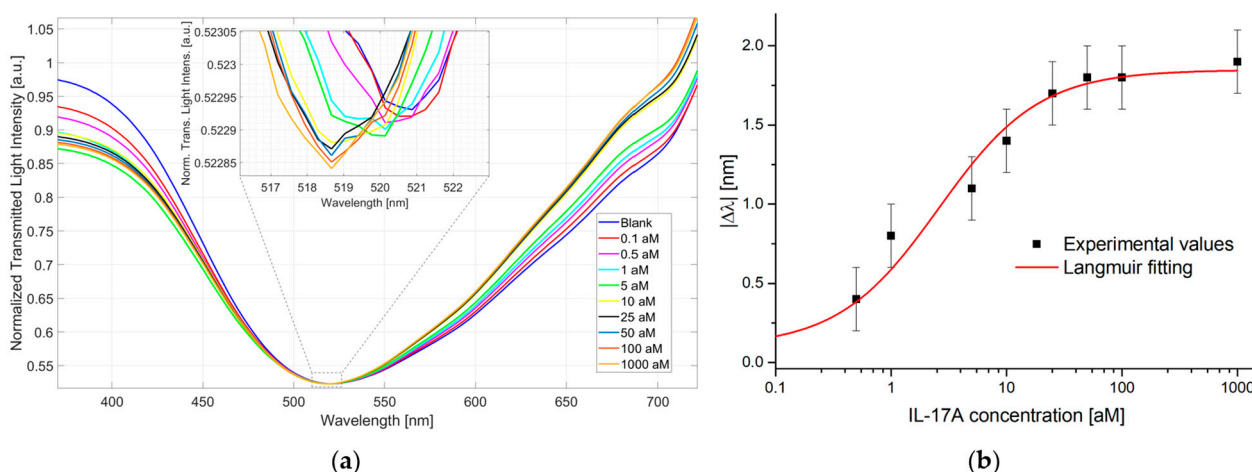 Normalized Transmitted Light Intensity [a.u.]
1.05
1
0.95
0.9
0.85
0.8
0.75
0.7
0.65
0.6
0.55
400
450
500
550
600
650
700
Wavelength [nm]
Norm. Trans. Light Intens. [a.u.]
0.52305
0.523
0.52295
0.5229
0.52285
517
518
519
520
521
522
Wavelength [nm]
Blank
0.1 aM
0.5 aM
1 aM
5 aM
10 aM
25 aM
50 aM
100 aM
1000 aM
(a)
|Δλ| [nm]
2.0
1.5
1.0
0.5
0.0
0.1
1
10
100
1000
IL-17A concentration [aM]
Experimental values
Langmuir fitting
(b)